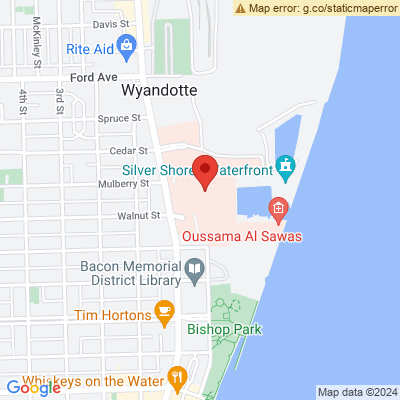 Map error: g.co/staticmaperror
Davis St
McKinley St
Rite Aid
Ford Ave
Wyandotte
4th St
3rd St
Spruce St
Cedar St
Silver Shores Waterfront
Mulberry St
Walnut St
Oussama Al Sawas
Bacon Memorial
District Library
Tim Hortons
Bishop Park
Whiskeys on the Water
Google
Map data ©2024